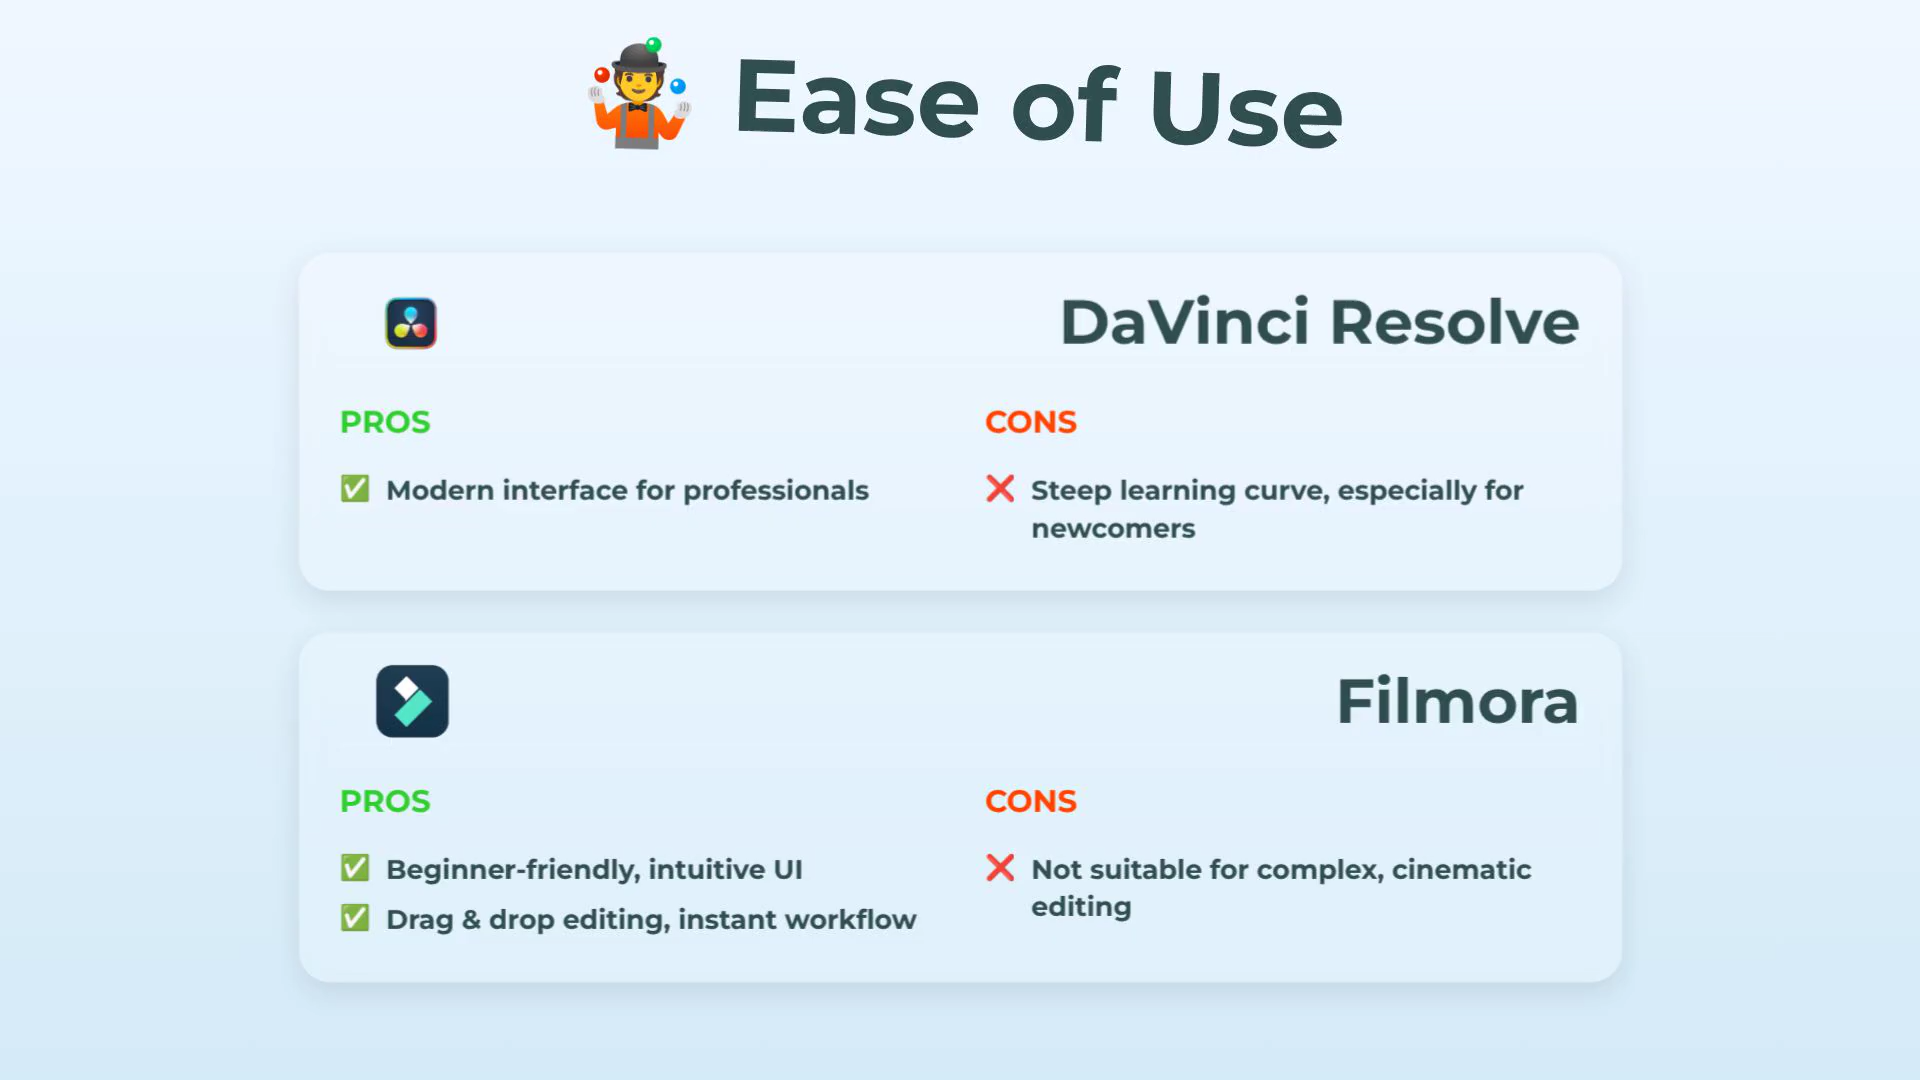 Ease of Use
DaVinci Resolve
PROS
Modern interface for professionals
CONS
Steep learning curve, especially for
newcomers
Filmora
PROS
Beginner-friendly, intuitive UI
Drag & drop editing, instant workflow
CONS
Not suitable for complex, cinematic
editing